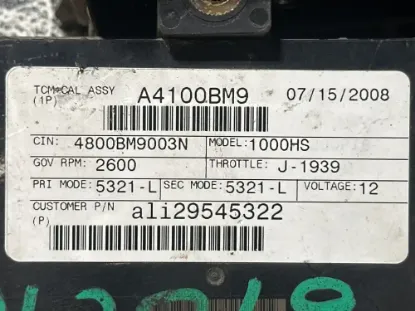 TCM+CAL ASSY A4100BM9 07/15/2008
(1P)
CIN: 4800BM9003N MODEL: 1000HS
GOV RPM: 2600 THROTTLE: J-1939
PRI MODE: 5321-L SEC MODE: 5321-L VOLTAGE: 12
CUSTOMER P/N ali29545322
(P)